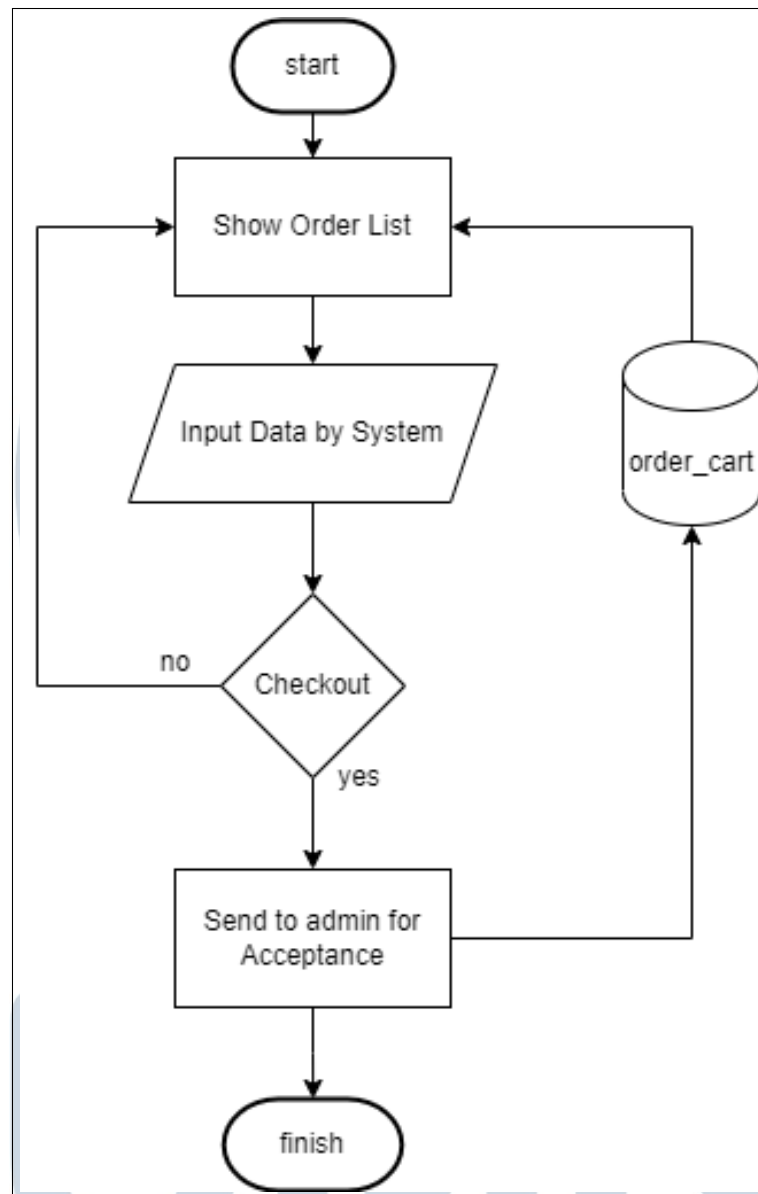 start
Show Order List
Input Data by System
order_cart
no
Checkout
yes
Send to admin for
Acceptance
finish